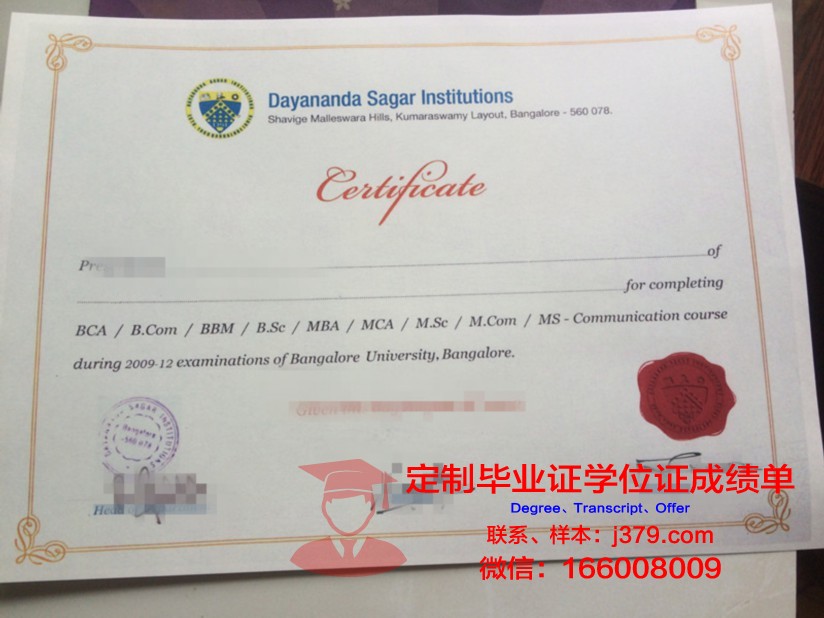 Dayananda Sagar Institutions
Shavige Malleswara Hills, Kumaraswamy Layout, Bangalore - 560 078.
Certificate
of
for completing
BCA / B.Com / BBM / B.Sc / MBA / MCA / M.Sc / M.Com / MS - Communication course
during 2009-12 examinations of Bangalore University, Bangalore.
Bangalore
-560 078
定制毕业证学位证成绩单
Degree、Transcript、Offer
联系、样本：j379.com
微信：166008009